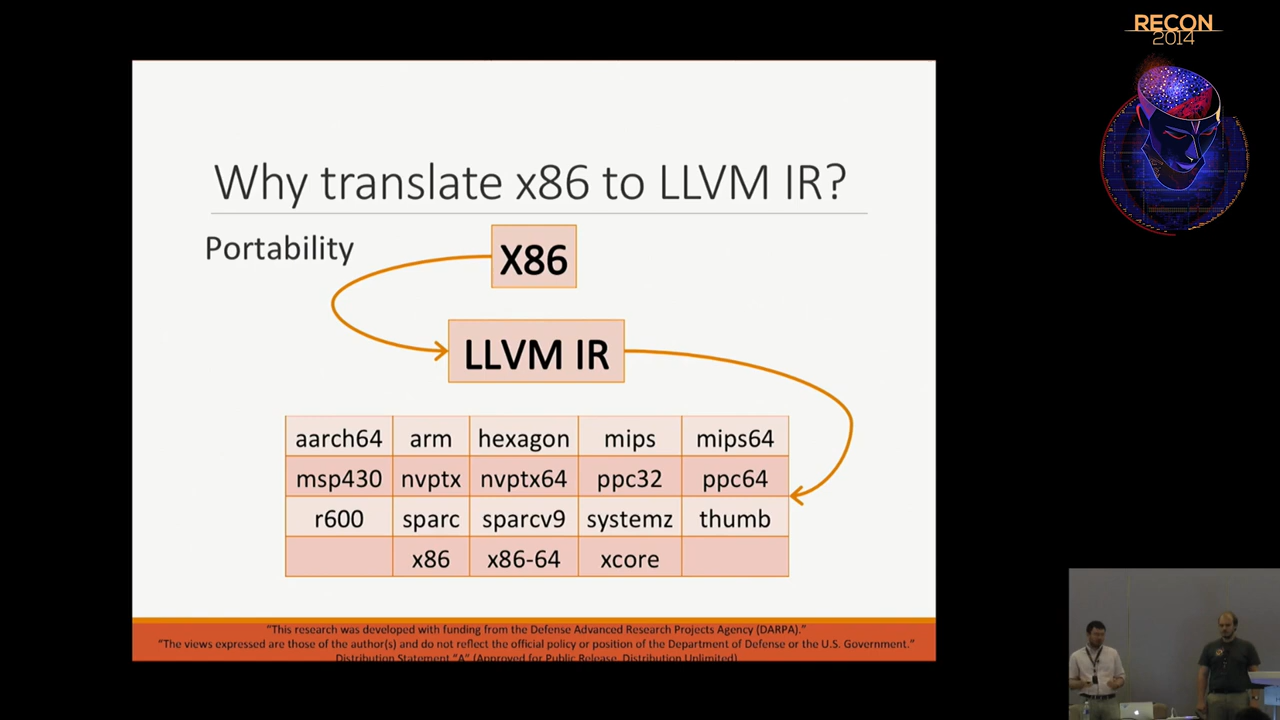 RECON
2014
Why translate x86 to LLVM IR?
Portability
X86
LLVM IR
aarch64 arm hexagon mips mips64
msp430 nvptx nvptx64 ppc32 ppc64
r600 sparc sparcv9 systemz thumb
x86 x86-64 xcore
"This research was developed with funding from the Defense Advanced Research Projects Agency (DARPA)."
"The views expressed are those of the author(s) and do not reflect the official policy or position of the Department of Defense or the U.S. Government."
Distribution Statement "A" (Approved for Public Release, Distribution Unlimited)